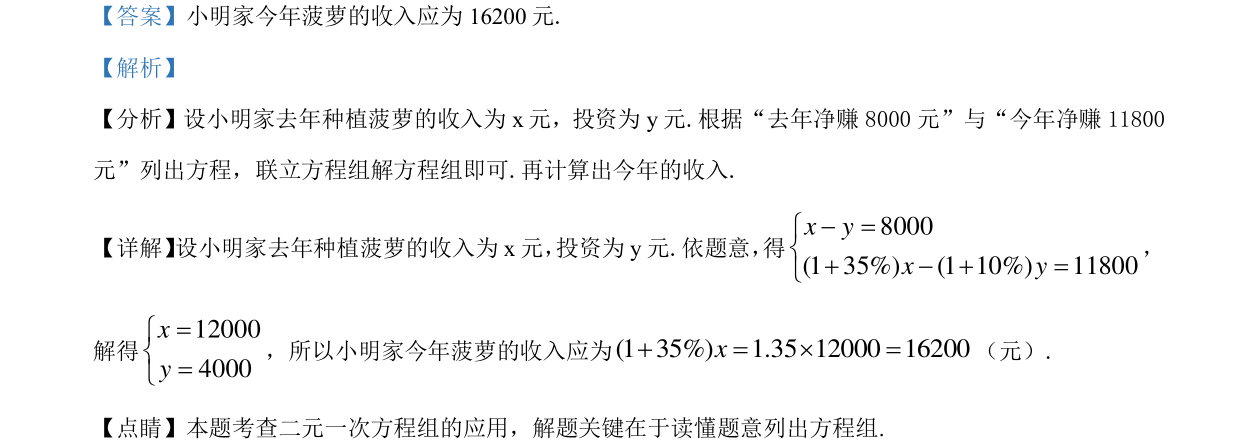 【答案】小明家今年菠萝的收入应为 16200 元.
【解析】
【分析】设小明家去年种植菠萝的收入为 x 元，投资为 y 元.根据“去年净赚 8000 元”与“今年净赚 11800
元”列出方程，联立方程组解方程组即可.再计算出今年的收入.
【详解】设小明家去年种植菠萝的收入为 x 元，投资为 y 元.依题意，得{x－y＝8000
(1+35%)x－(1+10%)y＝11800，
解得{x＝12000
y＝4000，所以小明家今年菠萝的收入应为(1+35%)x＝1.35×12000＝16200（元）.
【点睛】本题考查二元一次方程组的应用，解题关键在于读懂题意列出方程组.